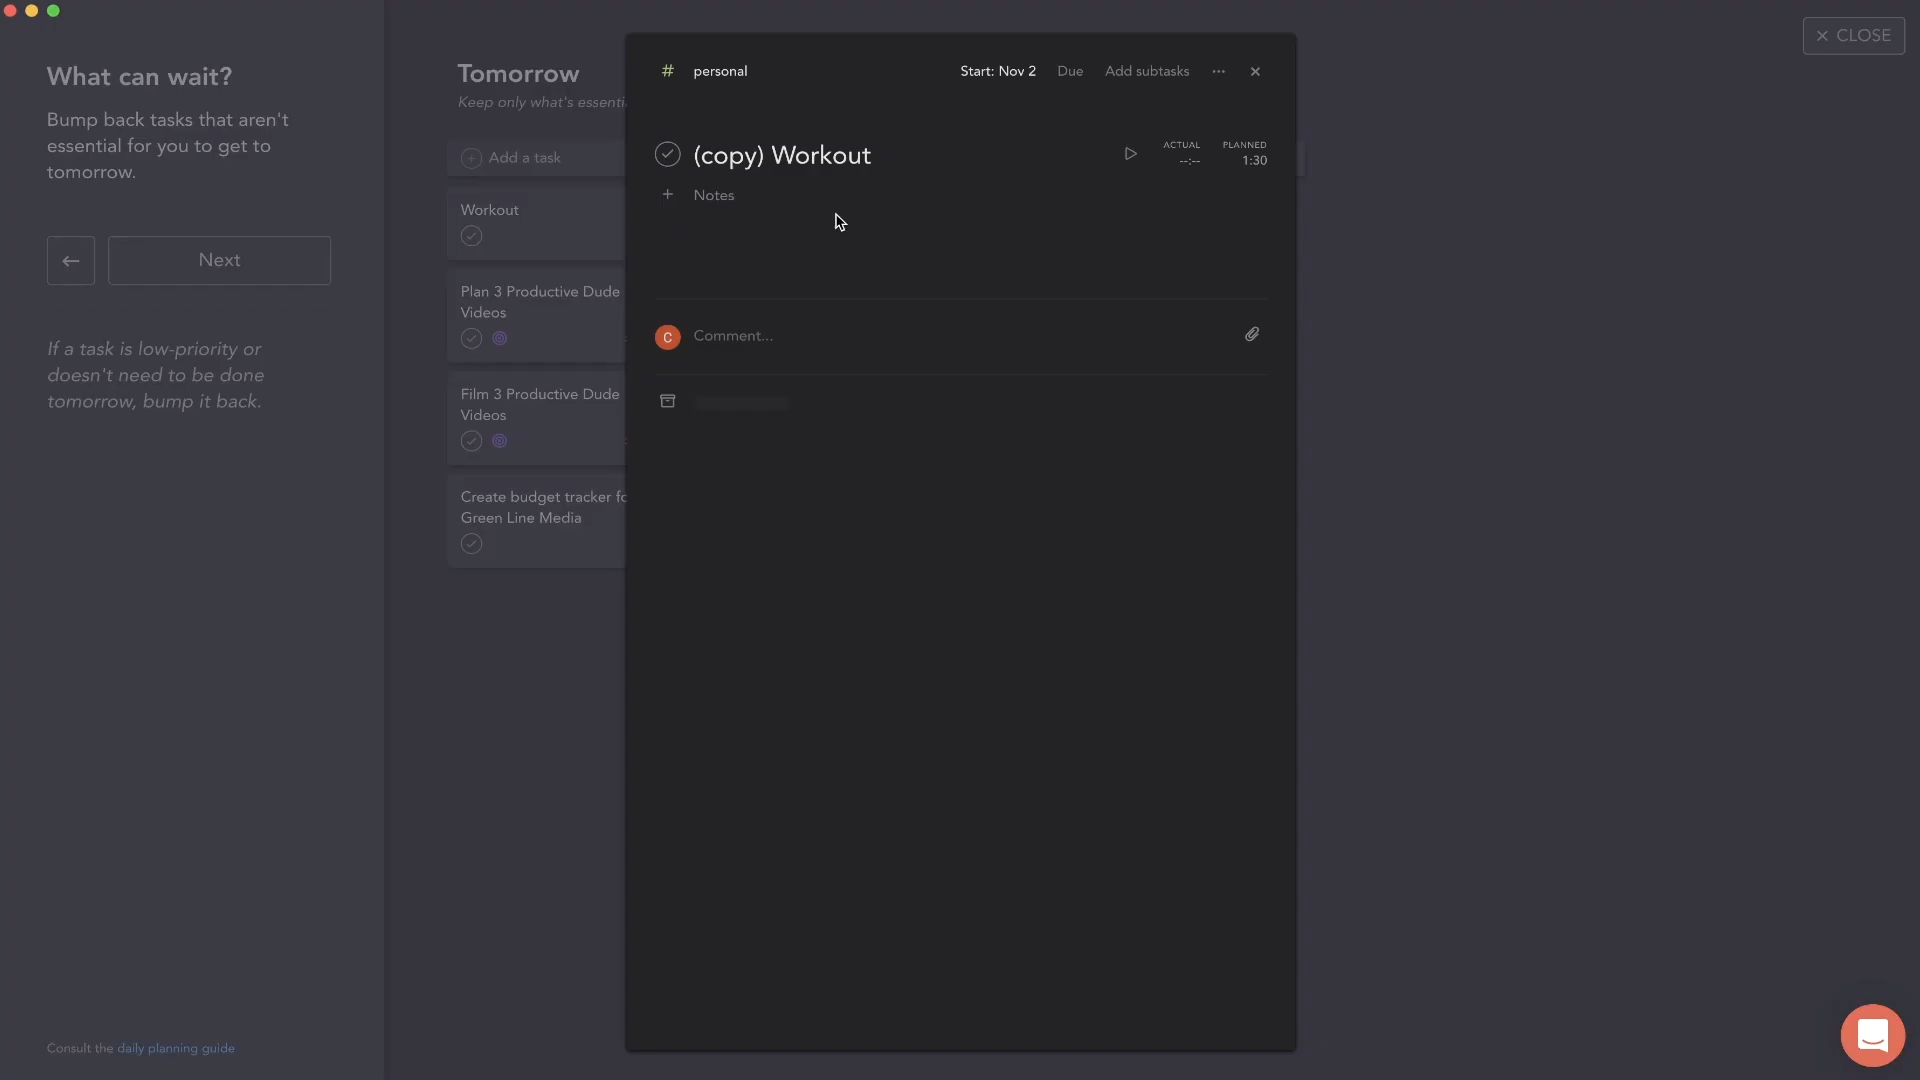 What can wait?
Bump back tasks that aren't
essential for you to get to
tomorrow.
← Next
If a task is low-priority or
doesn't need to be done
tomorrow, bump it back.
Consult the daily planning guide
Tomorrow
Keep only what's
Add a task
Workout
Plan 3 Productive Dude
Videos
Film 3 Productive Dude
Videos
Create budget tracker
Green Line Media
# personal
Start: Nov 2 Due Add subtasks
(copy) Workout
ACTUAL PLANNED
--:-- 1:30
+ Notes
C Comment...
× CLOSE